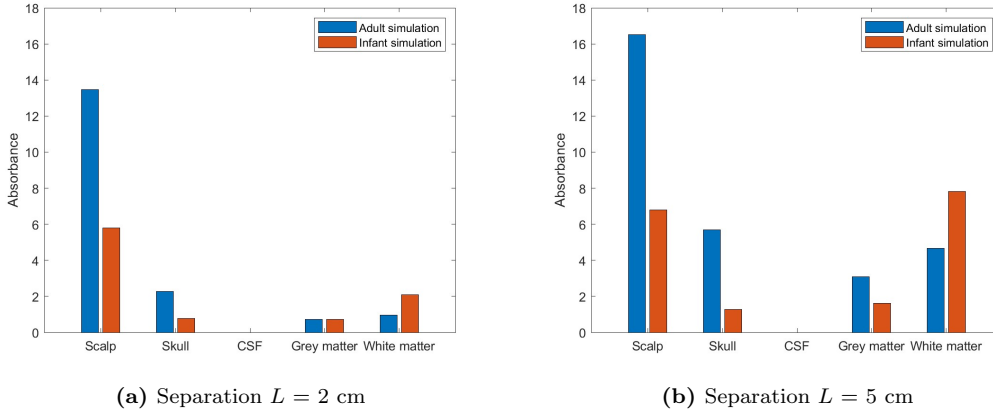 18
16
14
12
10
8
6
4
2
0
Absorbance
Adult simulation
Infant simulation
Scalp Skull CSF Grey matter White matter
(a) Separation L = 2 cm
18
16
14
12
10
8
6
4
2
0
Absorbance
Adult simulation
Infant simulation
Scalp Skull CSF Grey matter White matter
(b) Separation L = 5 cm